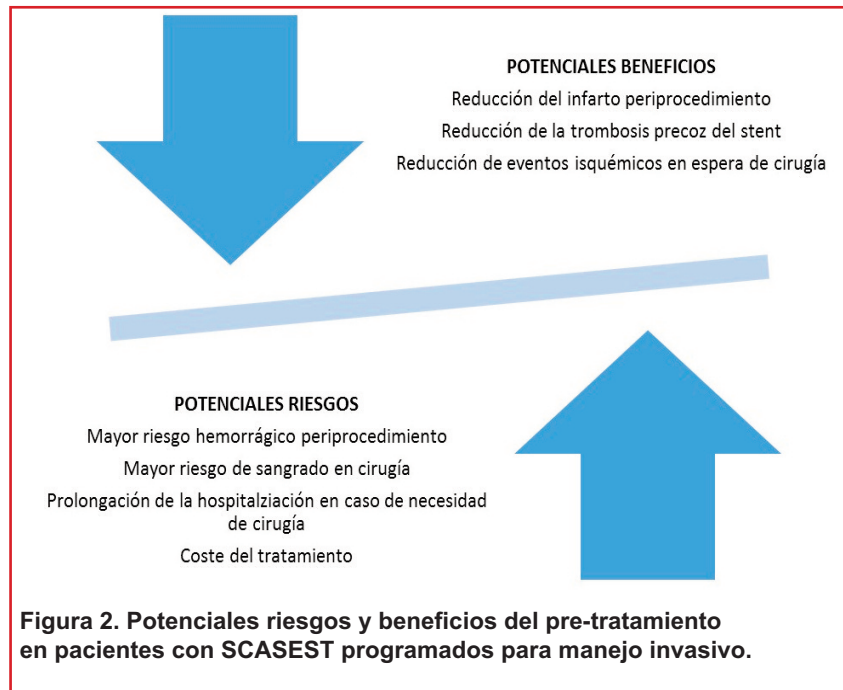 POTENCIALES BENEFICIOS
Reducción del infarto periprocedimiento
Reducción de la trombosis precoz del stent
Reducción de eventos isquémicos en espera de cirugía
POTENCIALES RIESGOS
Mayor riesgo hemorrágico periprocedimiento
Mayor riesgo de sangrado en cirugía
Prolongación de la hospitalziación en caso de necesidad
de cirugía
Coste del tratamiento
Figura 2. Potenciales riesgos y beneficios del pre-tratamiento
en pacientes con SCASEST programados para manejo invasivo.